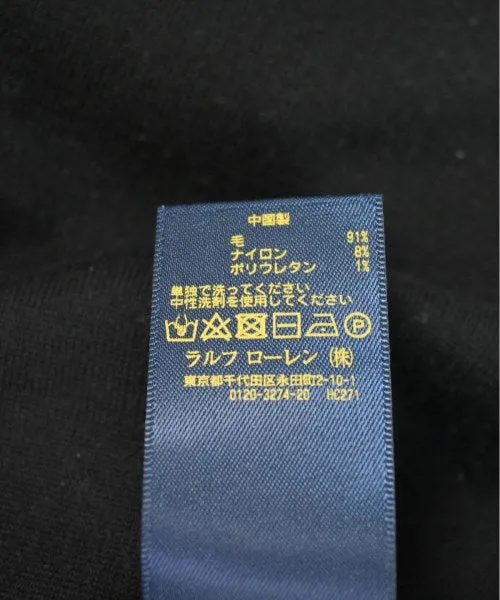 中国製
毛 91%
ナイロン 8%
ポリウレタン 1%
単独で洗ってください
中性洗剤を使用してください
P
ラルフ ローレン (株)
東京都千代田区永田町2-10-1
0120-3274-20 HC271